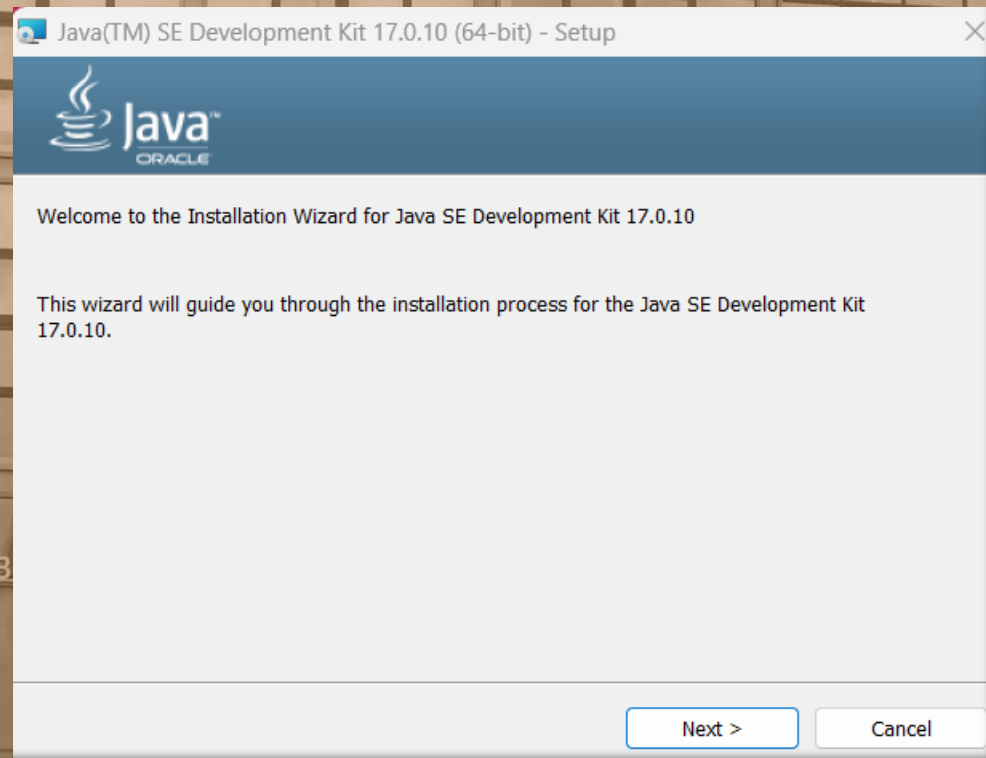 Java(TM) SE Development Kit 17.0.10 (64-bit) - Setup
Java™
ORACLE
Welcome to the Installation Wizard for Java SE Development Kit 17.0.10
This wizard will guide you through the installation process for the Java SE Development Kit
17.0.10.
Next >
Cancel